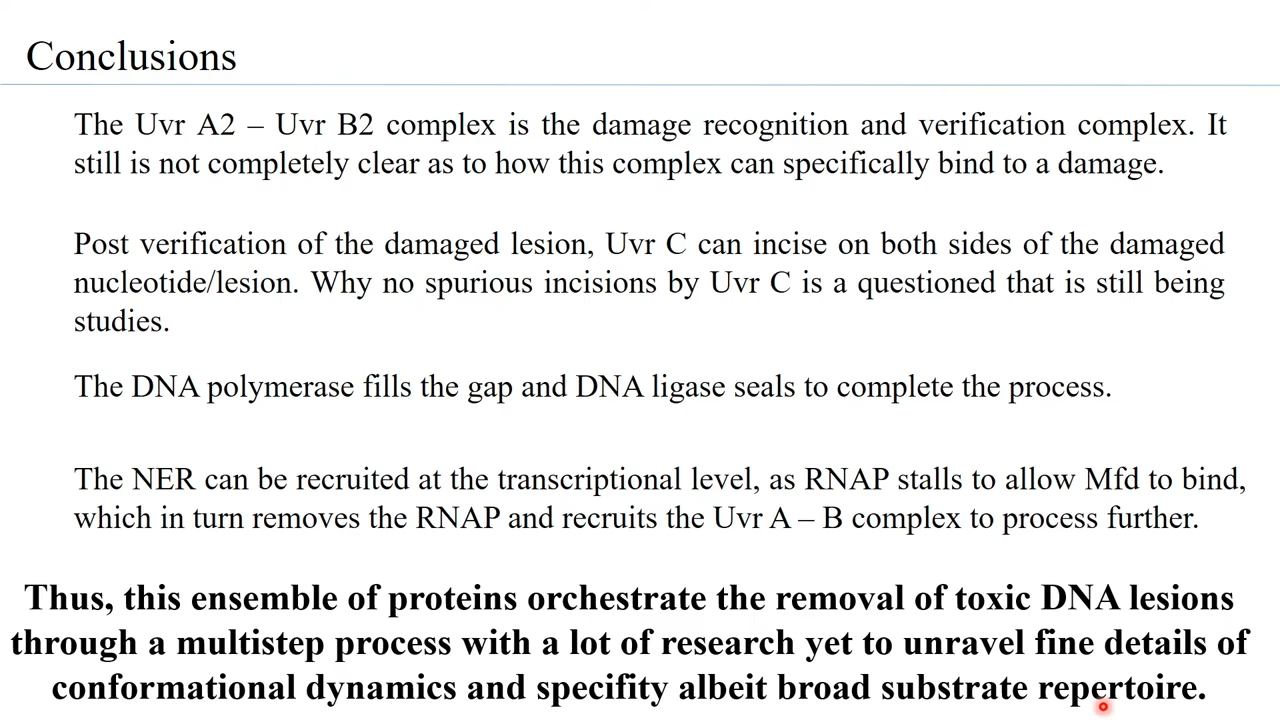 Conclusions
The Uvr A2 – Uvr B2 complex is the damage recognition and verification complex. It
still is not completely clear as to how this complex can specifically bind to a damage.
Post verification of the damaged lesion, Uvr C can incise on both sides of the damaged
nucleotide/lesion. Why no spurious incisions by Uvr C is a questioned that is still being
studies.
The DNA polymerase fills the gap and DNA ligase seals to complete the process.
The NER can be recruited at the transcriptional level, as RNAP stalls to allow Mfd to bind,
which in turn removes the RNAP and recruits the Uvr A – B complex to process further.
Thus, this ensemble of proteins orchestrate the removal of toxic DNA lesions
through a multistep process with a lot of research yet to unravel fine details of
conformational dynamics and specifity albeit broad substrate repertoire.